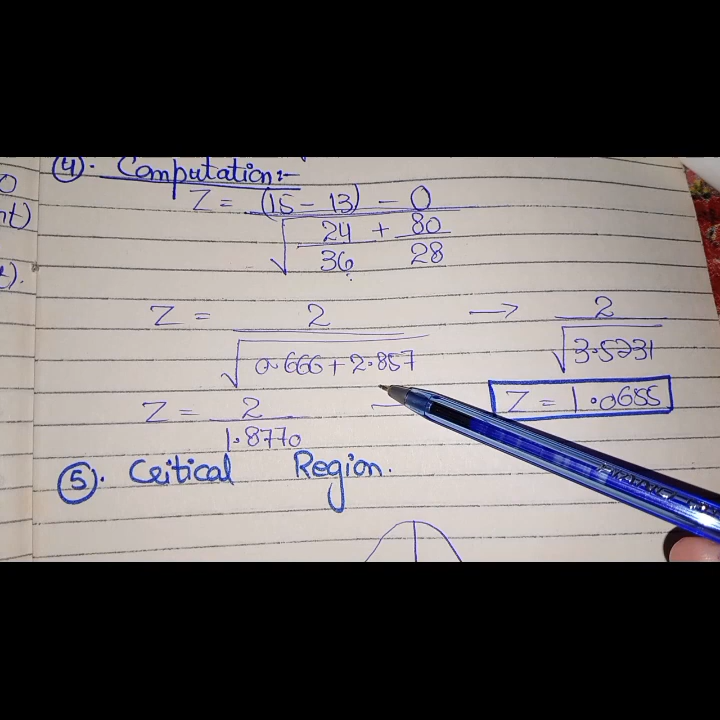 (4). Computation:-
Z = (15 - 13) - 0
√ 24/36 + 80/28
Z = 2/√0.666+2.857 → 2/√3.5231
Z = 2/1.8770 → Z = 1.0655
(5). Critical Region.